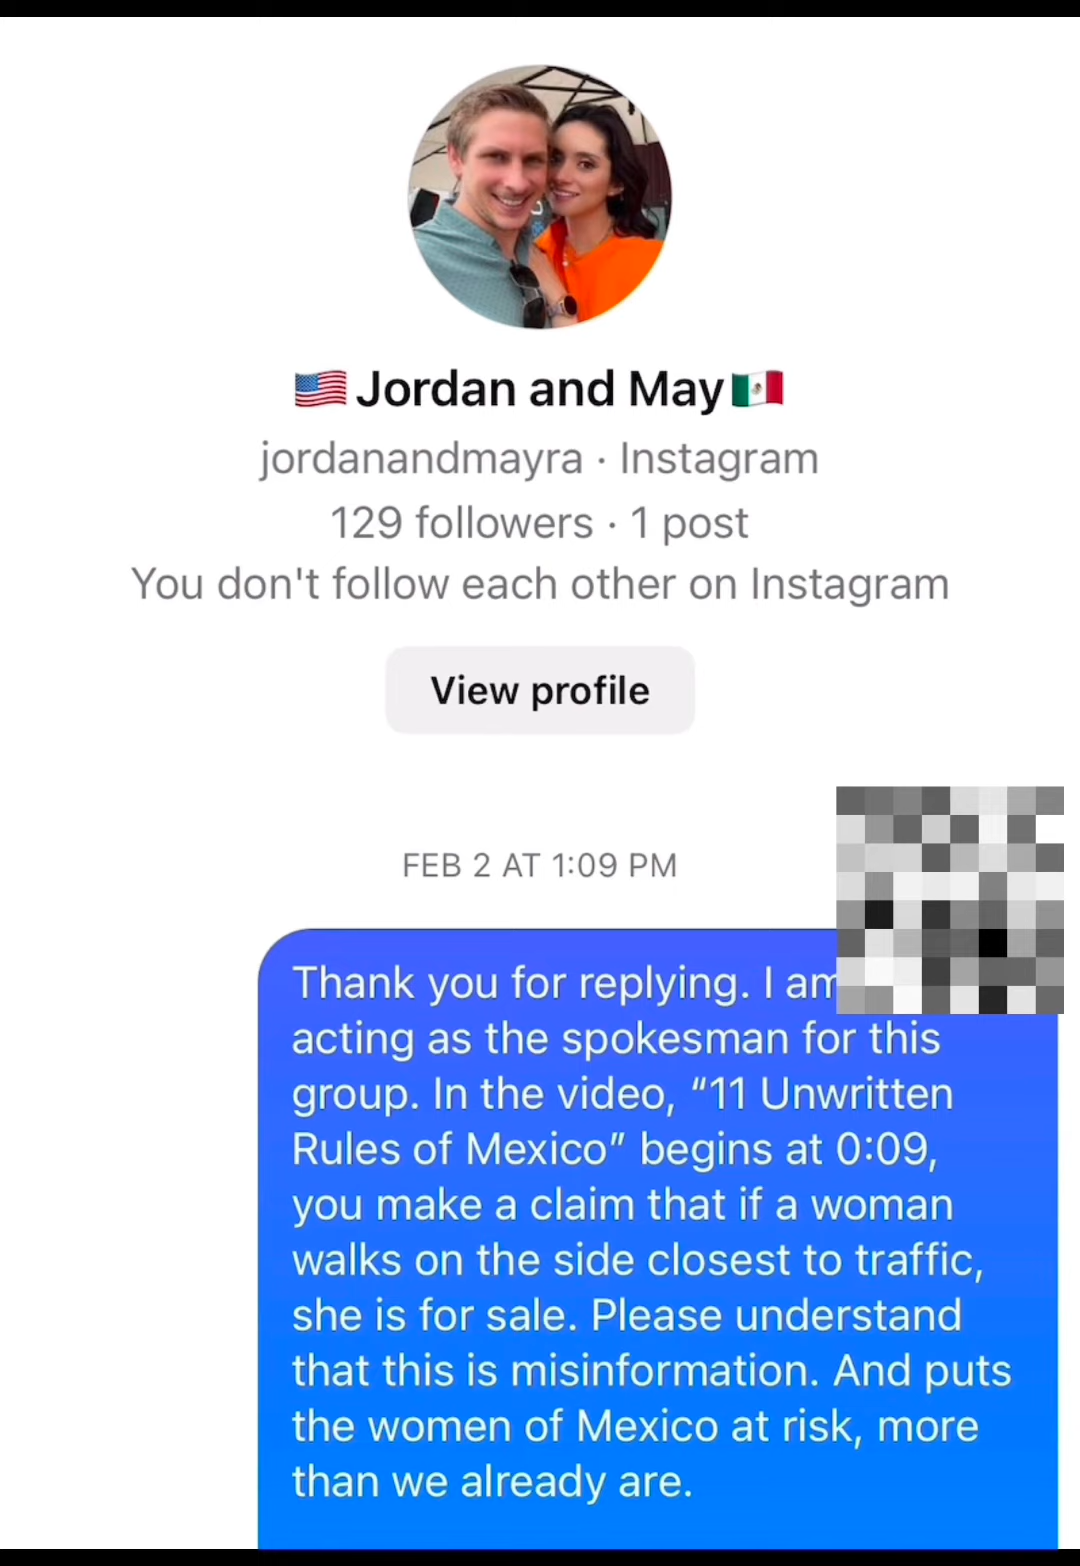 🇺🇸Jordan and May🇲🇽
jordanandmayra · Instagram
129 followers · 1 post
You don't follow each other on Instagram
View profile
FEB 2 AT 1:09 PM
Thank you for replying. I am
acting as the spokesman for this
group. In the video, “11 Unwritten
Rules of Mexico” begins at 0:09,
you make a claim that if a woman
walks on the side closest to traffic,
she is for sale. Please understand
that this is misinformation. And puts
the women of Mexico at risk, more
than we already are.